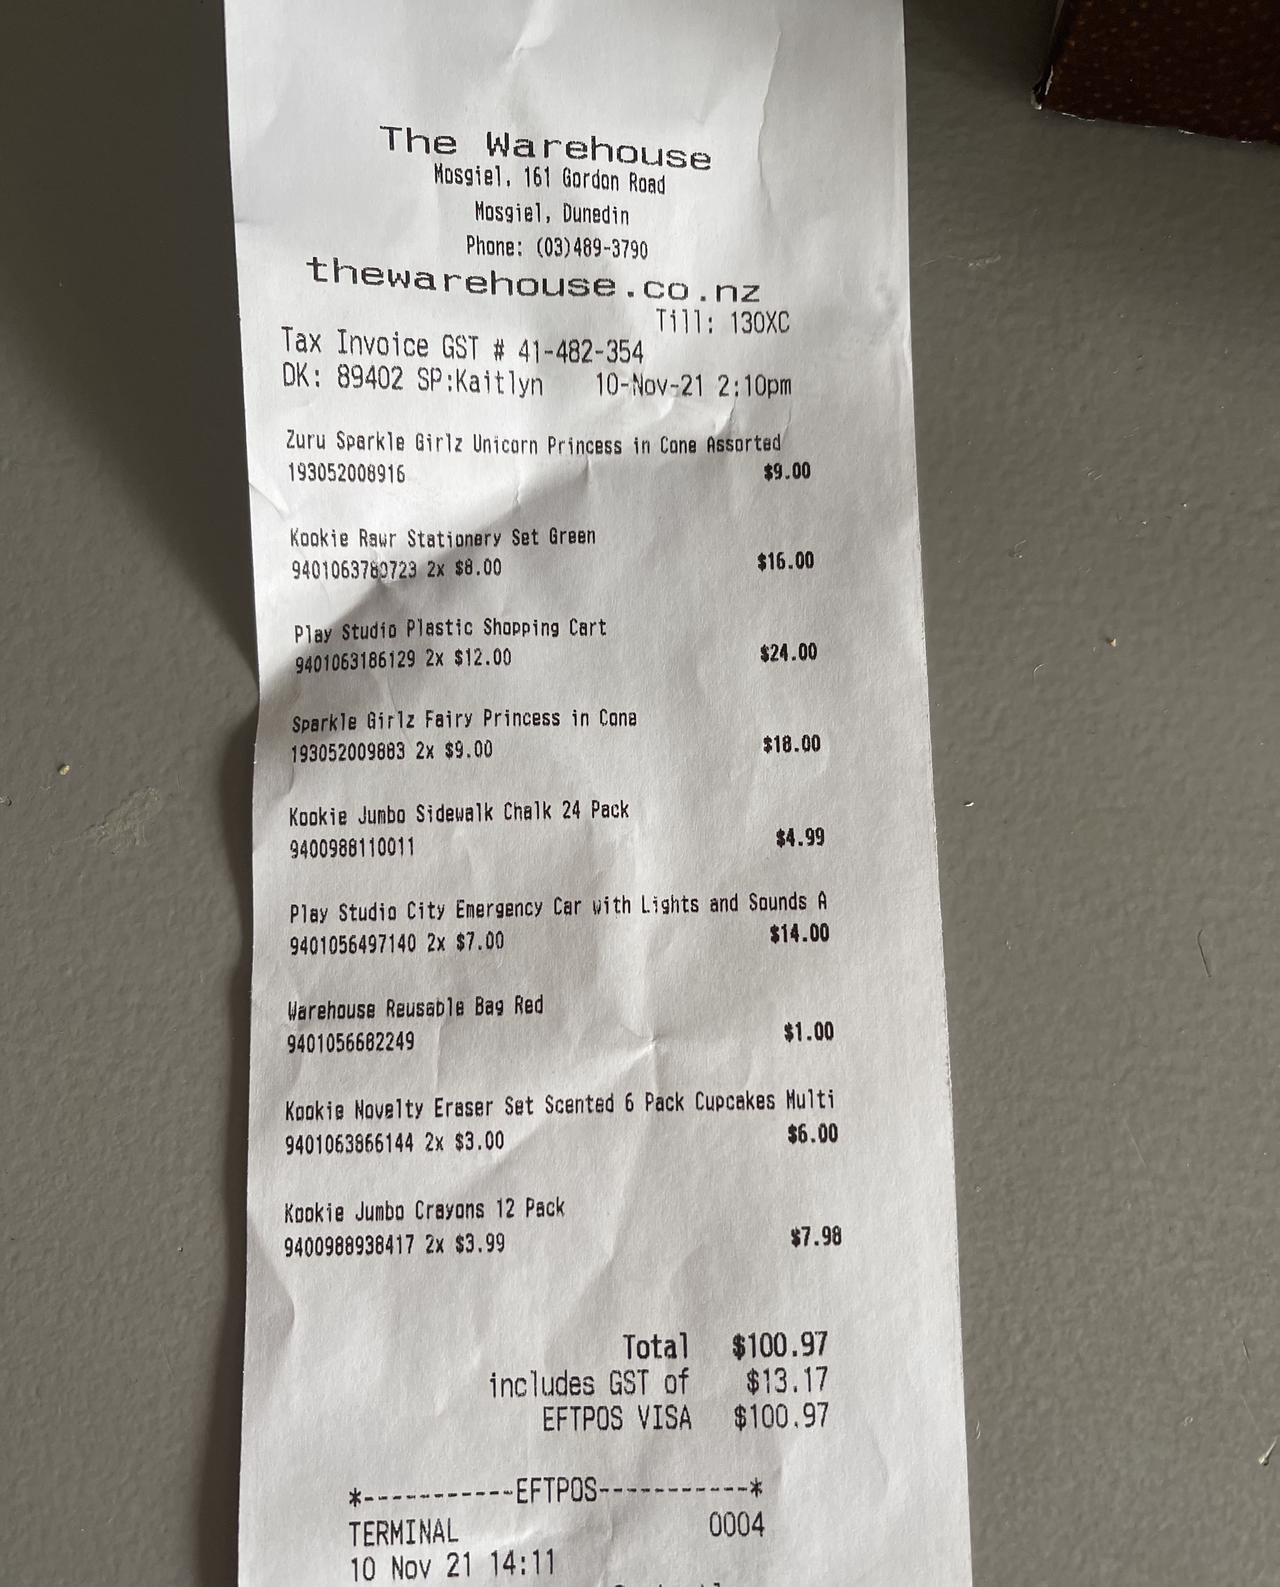 The Warehouse
Mosgiel, 161 Gordon Road
Mosgiel, Dunedin
Phone: (03)489-3790
thewarehouse.co.nz
Till: 130XC
Tax Invoice GST # 41-482-354
DK: 89402 SP:Kaitlyn 10-Nov-21 2:10pm
Zuru Sparkle Girlz Unicorn Princess in Cone Assorted
193052008916 $9.00
Kookie Rawr Stationery Set Green
9401063780723 2x $8.00 $16.00
Play Studio Plastic Shopping Cart
9401063186129 2x $12.00 $24.00
Sparkle Girlz Fairy Princess in Cone
193052009883 2x $9.00 $18.00
Kookie Jumbo Sidewalk Chalk 24 Pack
9400988110011 $4.99
Play Studio City Emergency Car with Lights and Sounds A
9401056497140 2x $7.00 $14.00
Warehouse Reusable Bag Red
9401056682249 $1.00
Kookie Novelty Eraser Set Scented 6 Pack Cupcakes Multi
9401063866144 2x $3.00 $6.00
Kookie Jumbo Crayons 12 Pack
9400988938417 2x $3.99 $7.98
Total $100.97
includes GST of $13.17
EFTPOS VISA $100.97
*-----------EFTPOS-----------*
TERMINAL 0004
10 Nov 21 14:11